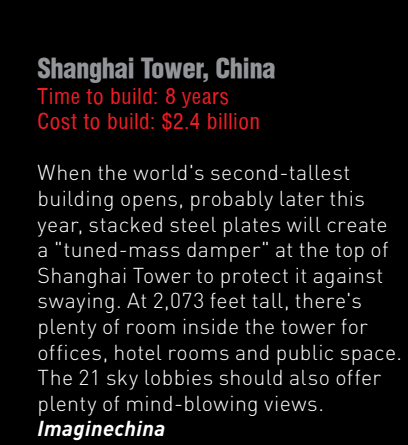 Shanghai Tower, China
Time to build: 8 years
Cost to build: $2.4 billion
When the world's second-tallest
building opens, probably later this
year, stacked steel plates will create
a "tuned-mass damper" at the top of
Shanghai Tower to protect it against
swaying. At 2,073 feet tall, there's
plenty of room inside the tower for
offices, hotel rooms and public space.
The 21 sky lobbies should also offer
plenty of mind-blowing views.
Imaginechina